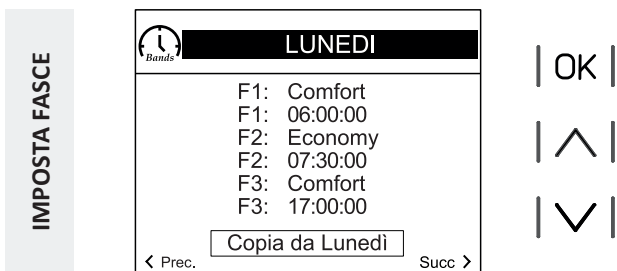 IMPOSTA FASCE
Bands
LUNEDI
F1: Comfort
F1: 06:00:00
F2: Economy
F2: 07:30:00
F3: Comfort
F3: 17:00:00
Copia da Lunedì
< Prec.
Succ >
OK